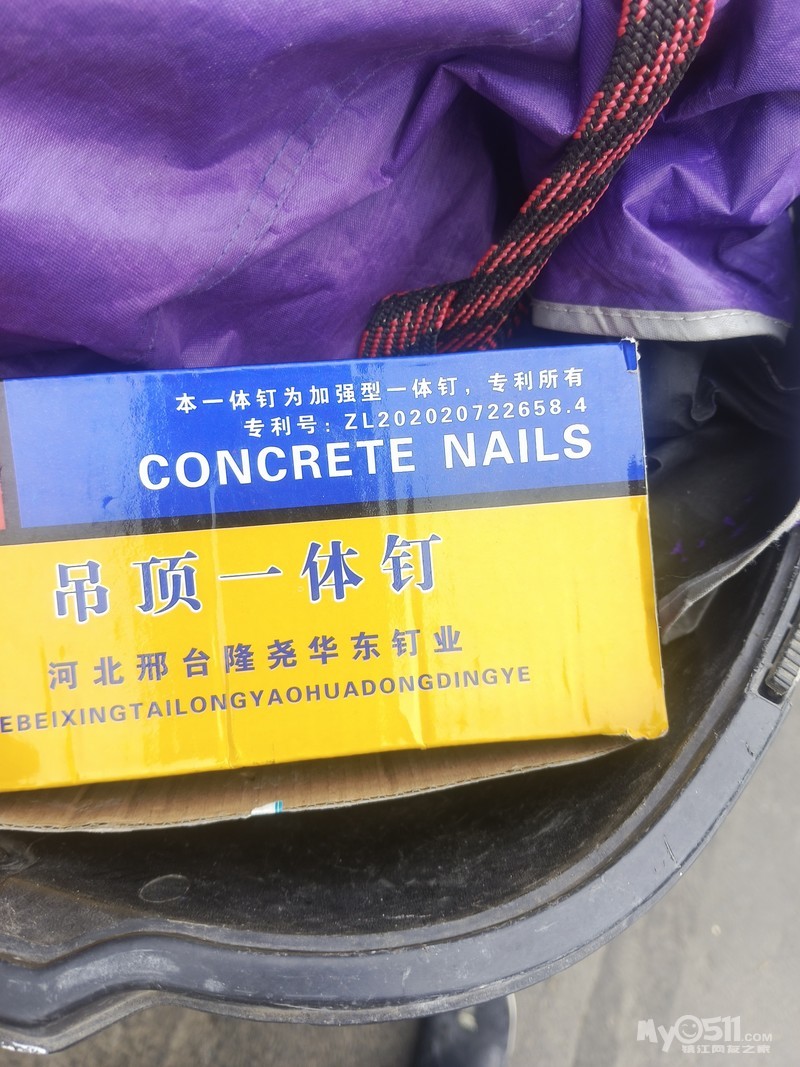 本一体钉为加强型一体钉，专利所有
专利号：ZL202020722658.4
CONCRETE NAILS
吊顶一体钉
河北邢台隆尧华东钉业
EBEIXINGTAILONGYAOHUADONGDINGYE
My0511.COM
镇江网友之家